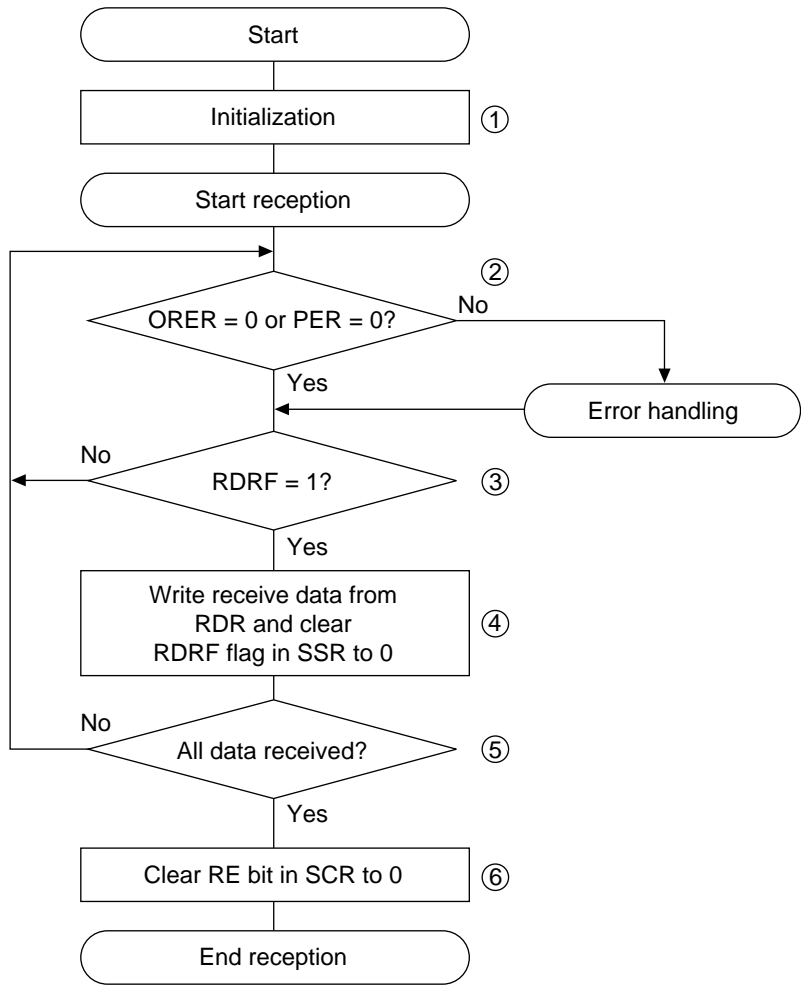 Start
Initialization
①
Start reception
②
ORER = 0 or PER = 0?
No
Yes
Error handling
No
RDRF = 1?
③
Yes
Write receive data from
RDR and clear
RDRF flag in SSR to 0
④
No
All data received?
⑤
Yes
Clear RE bit in SCR to 0
⑥
End reception